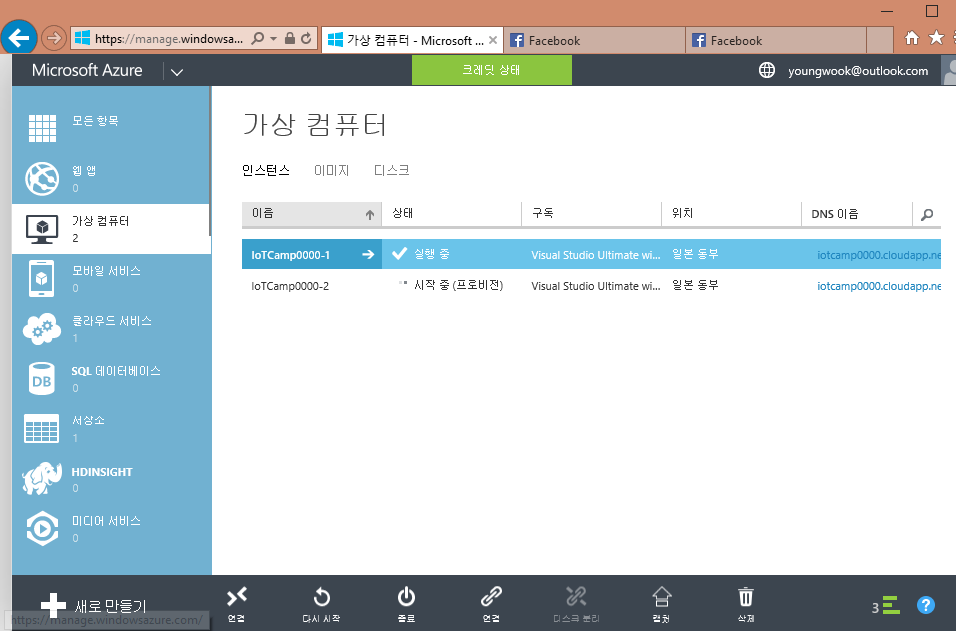 https://manage.windowsa...
가상 컴퓨터 - Microsoft ...
Facebook
Facebook
Microsoft Azure
크레딧 상태
youngwook@outlook.com
모든 항목
웹 앱
0
가상 컴퓨터
2
모바일 서비스
0
클라우드 서비스
1
DB
SQL 데이터베이스
0
저장소
1
HDINSIGHT
0
미디어 서비스
0
가상 컴퓨터
인스턴스 이미지 디스크
이름 상태 구독 위치 DNS 이름
IoTCamp0000-1 실행 중 Visual Studio Ultimate wi... 일본 동부 iotcamp0000.cloudapp.ne
IoTCamp0000-2 시작 중 (프로비전) Visual Studio Ultimate wi... 일본 동부 iotcamp0000.cloudapp.ne
새로 만들기
https://manage.windowsazure.com/
연결 다시 시작 종료 연결 디스크 분리 캡처 삭제
3
?